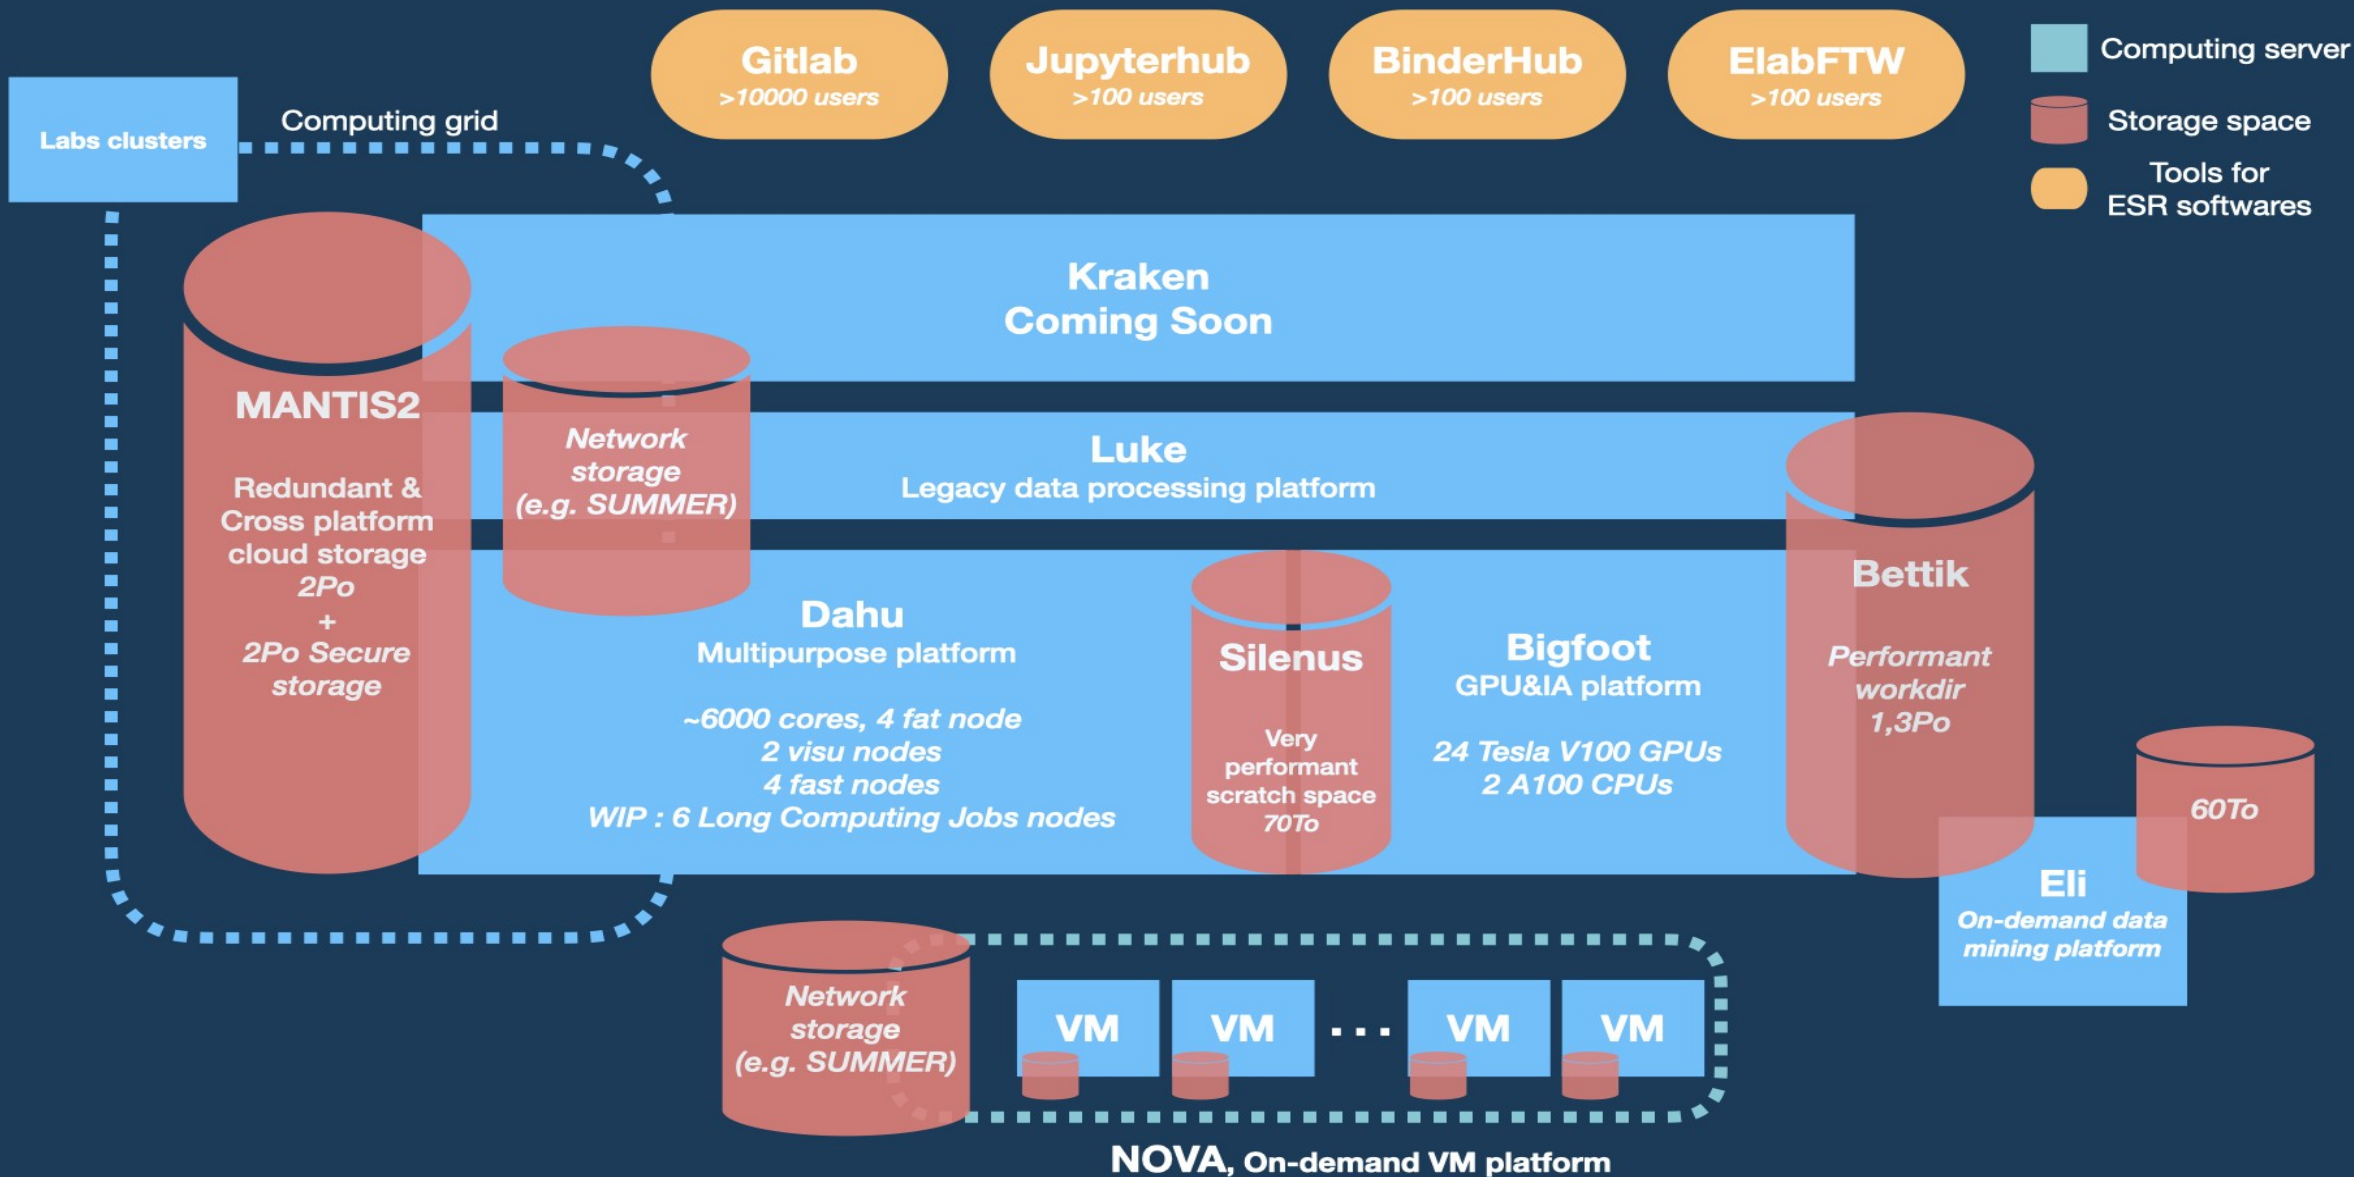 Gitlab
>10000 users
Jupyterhub
>100 users
BinderHub
>100 users
ElabFTW
>100 users
Computing server
Storage space
Tools for
ESR softwares
Labs clusters
Computing grid
Kraken
Coming Soon
MANTIS2
Redundant &
Cross platform
cloud storage
2Po
+
2Po Secure
storage
Network
storage
(e.g. SUMMER)
Luke
Legacy data processing platform
Dahu
Multipurpose platform
~6000 cores, 4 fat node
2 visu nodes
4 fast nodes
WIP : 6 Long Computing Jobs nodes
Silenus
Very
performant
scratch space
70To
Bigfoot
GPU&IA platform
24 Tesla V100 GPUs
2 A100 CPUs
Bettik
Performant
workdir
1,3Po
60To
Eli
On-demand data
mining platform
Network
storage
(e.g. SUMMER)
VM
VM
...
VM
VM
NOVA, On-demand VM platform